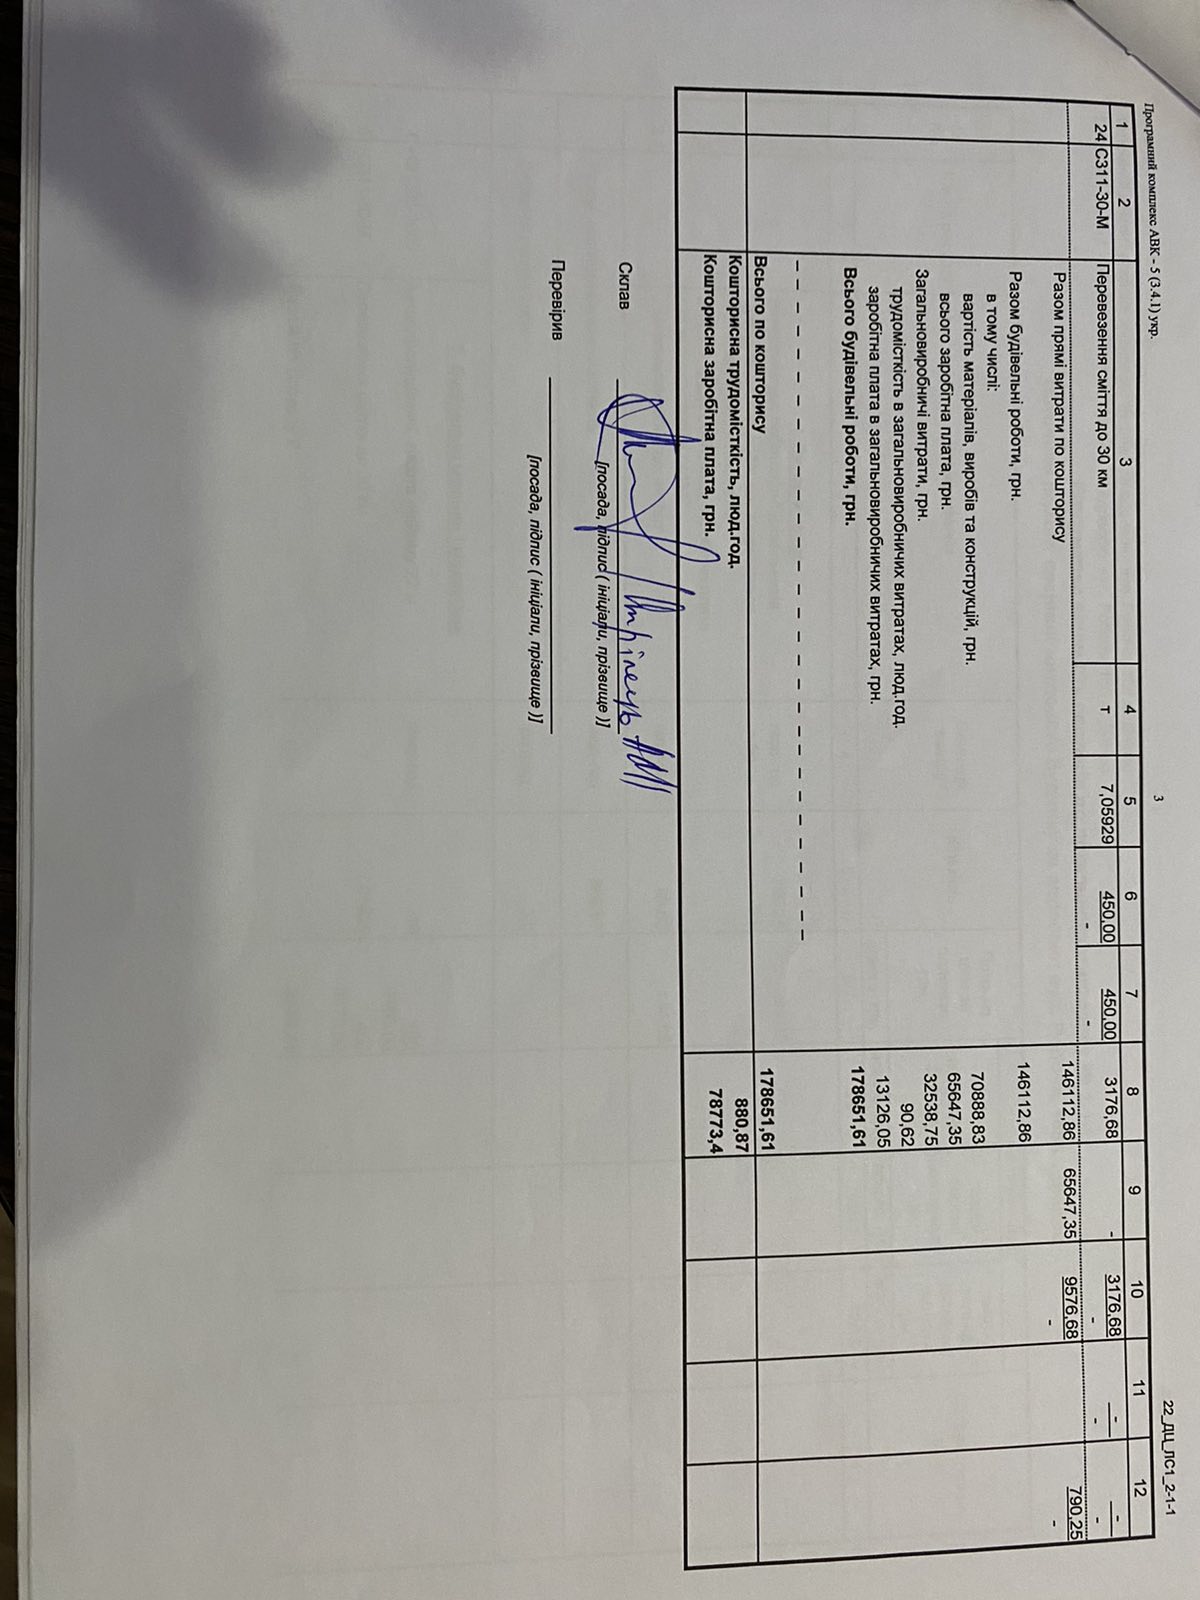 Програмний комплекс АВК - 5 (3.4.1) укр. 3 22_ДЦ_ЛС1_2-1-1
1 2 3 4 5 6 7 8 9 10 11 12
24 С311-30-М Перевезення сміття до 30 км т 7,05929 450,00 450,00 3176,68 - 3176,68 - -
- - - - -
Разом прямі витрати по кошторису 146112,86 65647,35 9576,68 790,25
- -
Разом будівельні роботи, грн. 146112,86
в тому числі:
вартість матеріалів, виробів та конструкцій, грн. 70888,83
всього заробітна плата, грн. 65647,35
Загальновиробничі витрати, грн. 32538,75
трудомісткість в загальновиробничих витратах, люд.год. 90,62
заробітна плата в загальновиробничих витратах, грн. 13126,05
Всього будівельні роботи, грн. 178651,61
Всього по кошторису 178651,61
Кошторисна трудомісткість, люд.год. 880,87
Кошторисна заробітна плата, грн. 78773,4
Склав
[посада, підпис ( ініціали, прізвище )]
Перевірив
[посада, підпис ( ініціали, прізвище )]